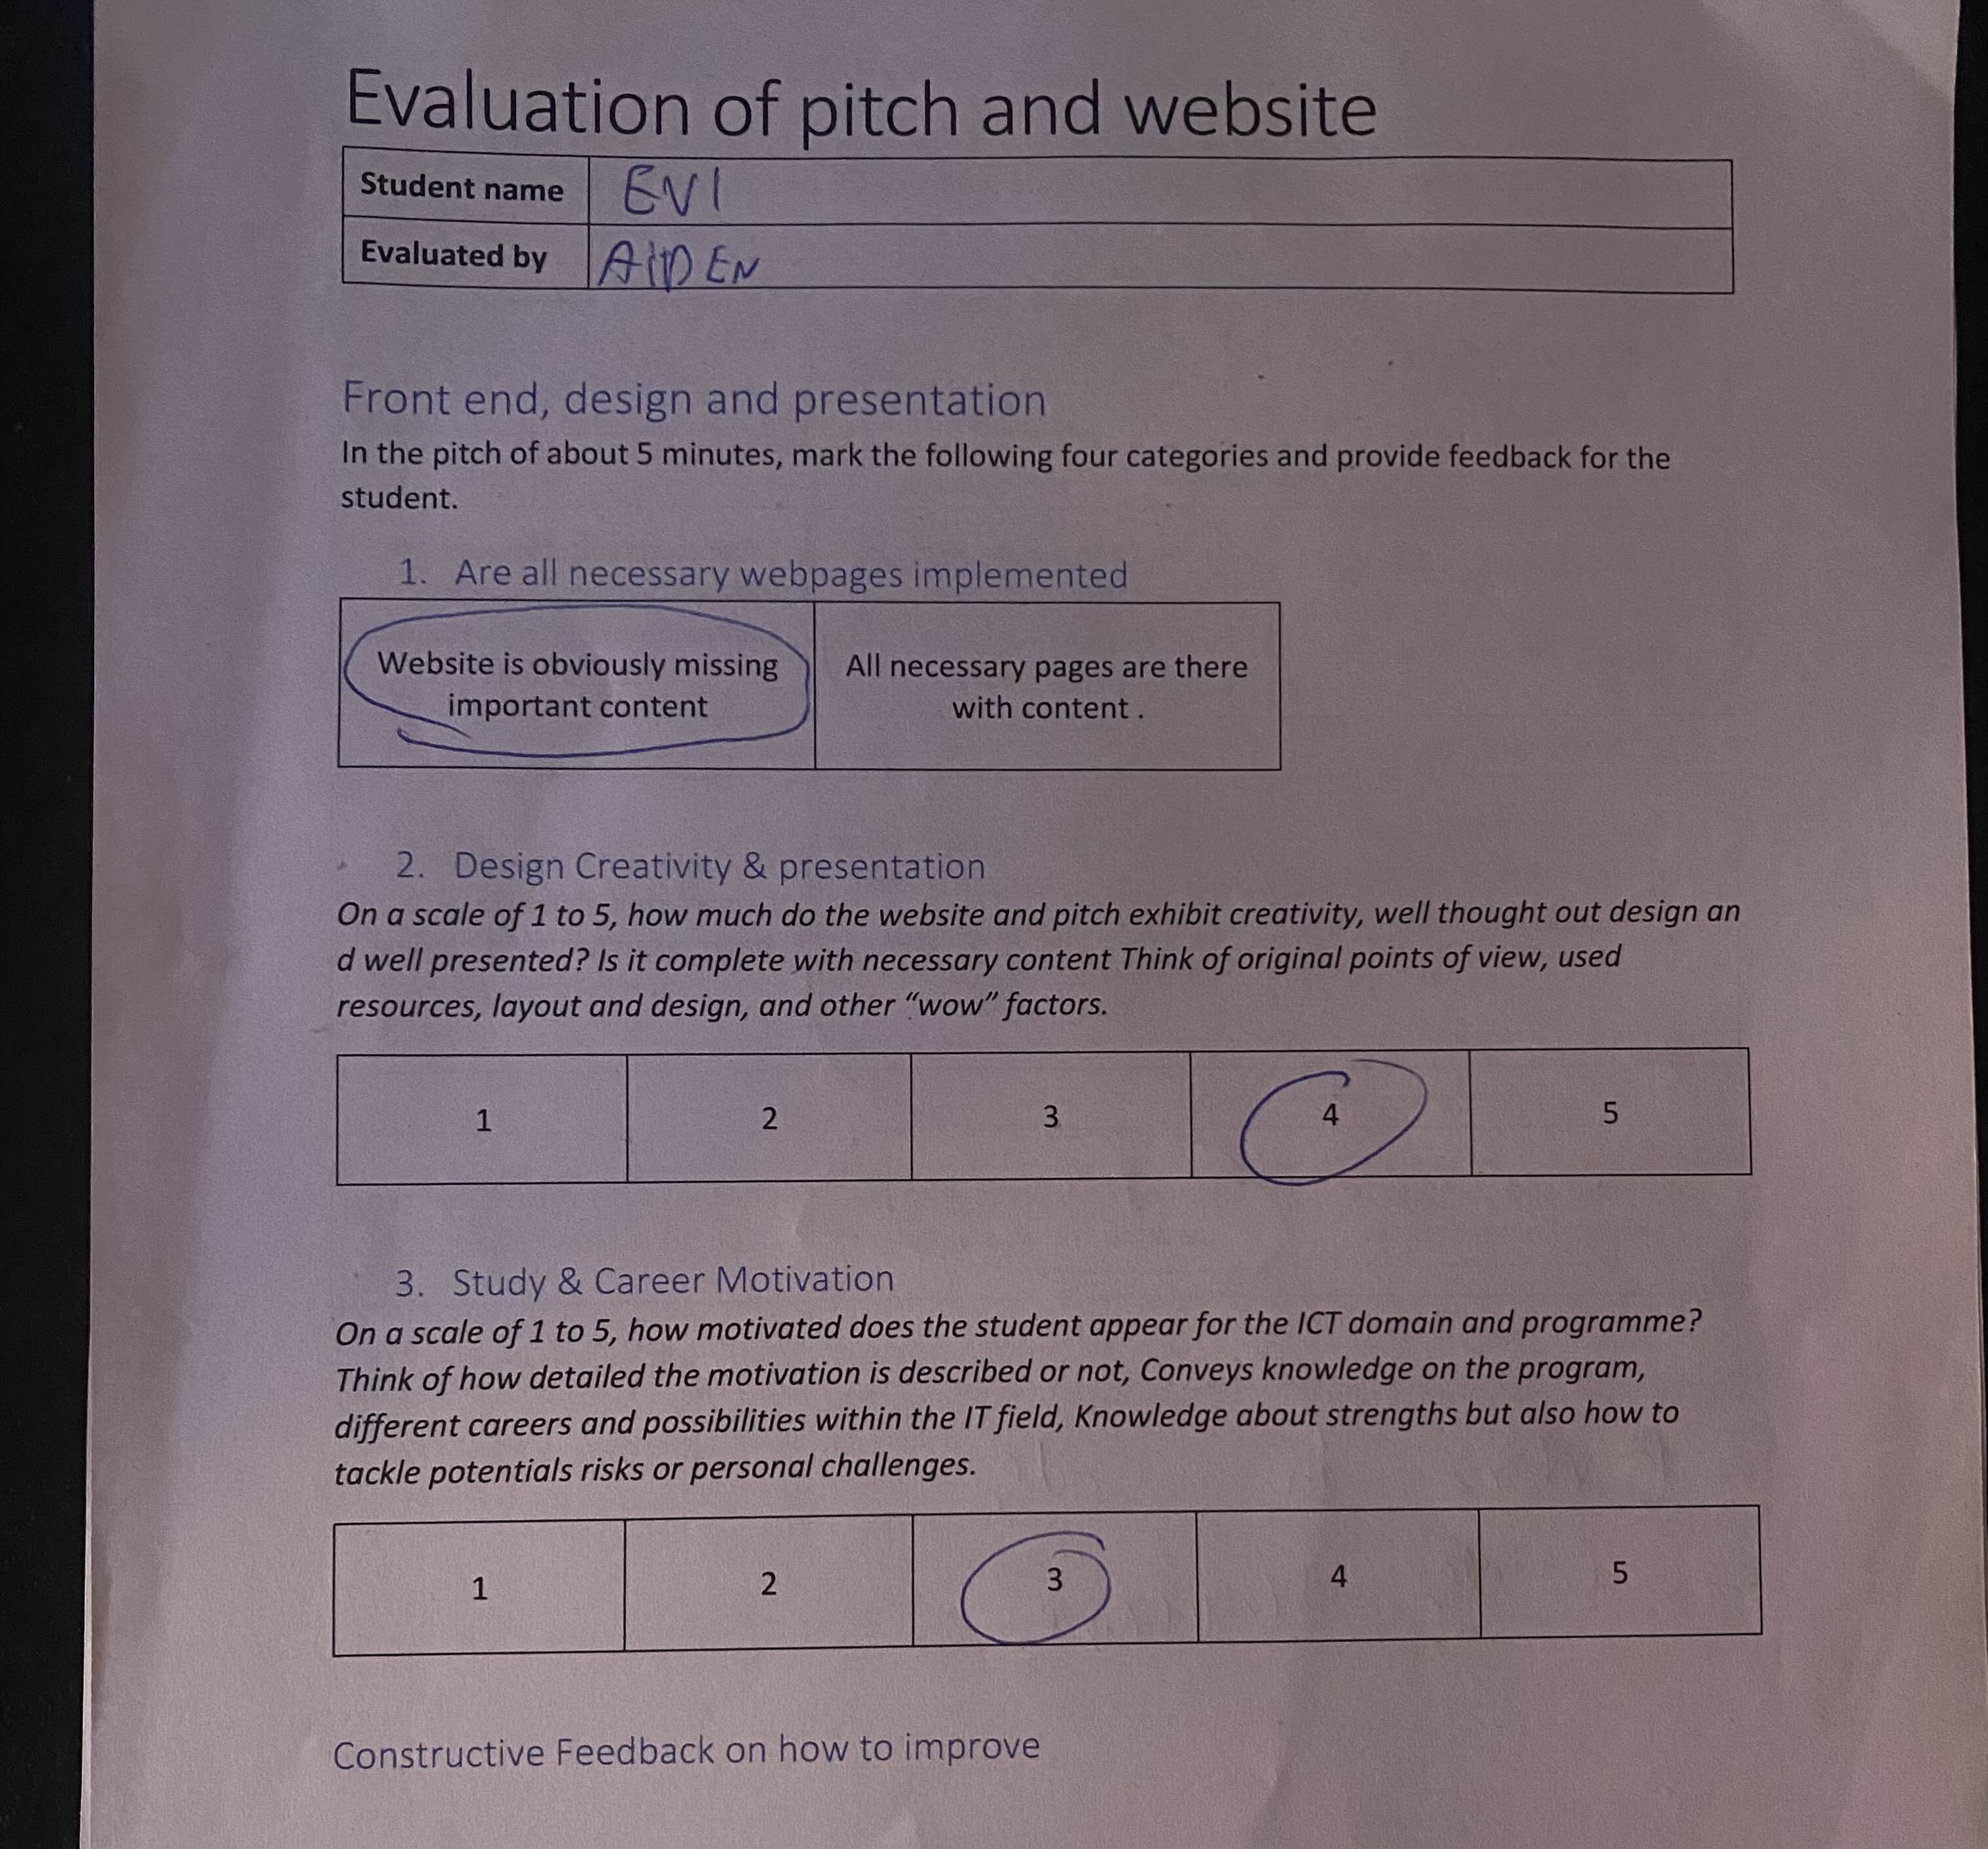 Evaluation of pitch and website
Student name EVI
Evaluated by AIDEN
Front end, design and presentation
In the pitch of about 5 minutes, mark the following four categories and provide feedback for the
student.
1. Are all necessary webpages implemented
Website is obviously missing
important content
All necessary pages are there
with content .
2. Design Creativity & presentation
On a scale of 1 to 5, how much do the website and pitch exhibit creativity, well thought out design an
d well presented? Is it complete with necessary content Think of original points of view, used
resources, layout and design, and other “wow” factors.
1 2 3 4 5
3. Study & Career Motivation
On a scale of 1 to 5, how motivated does the student appear for the ICT domain and programme?
Think of how detailed the motivation is described or not, Conveys knowledge on the program,
different careers and possibilities within the IT field, Knowledge about strengths but also how to
tackle potentials risks or personal challenges.
1 2 3 4 5
Constructive Feedback on how to improve